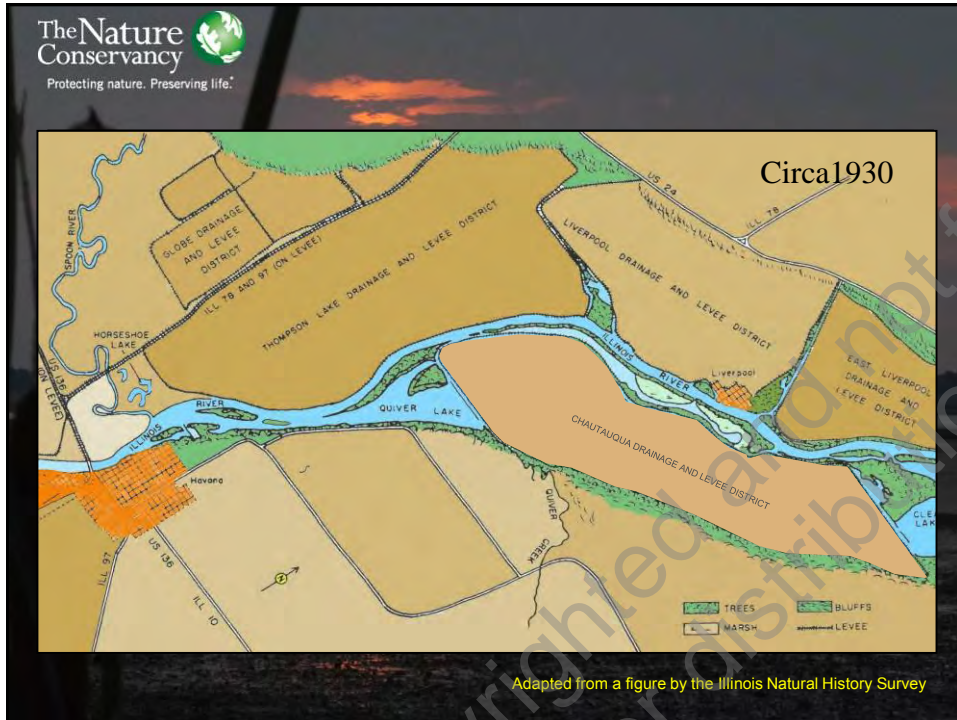 The Nature
Conservancy
Protecting nature. Preserving life.
Circa1930
US 24
ILL 78
SPOON RIVER
GLOBE DRAINAGE
AND LEVEE
DISTRICT
ILL 78 AND 97 (ON LEVEE)
THOMPSON LAKE DRAINAGE AND LEVEE DISTRICT
LIVERPOOL DRAINAGE AND LEVEE DISTRICT
HORSESHOE
LAKE
US 136
(ON LEVEE)
ILLINOIS
RIVER
Liverpool
EAST LIVERPOOL
DRAINAGE AND
LEVEE DISTRICT
ILLINOIS
RIVER
QUIVER LAKE
CHAUTAUQUA DRAINAGE AND LEVEE DISTRICT
Havana
QUIVER
CREEK
ILL 97
US 136
ILL 10
N
TREES
BLUFFS
MARSH
LEVEE
Adapted from a figure by the Illinois Natural History Survey